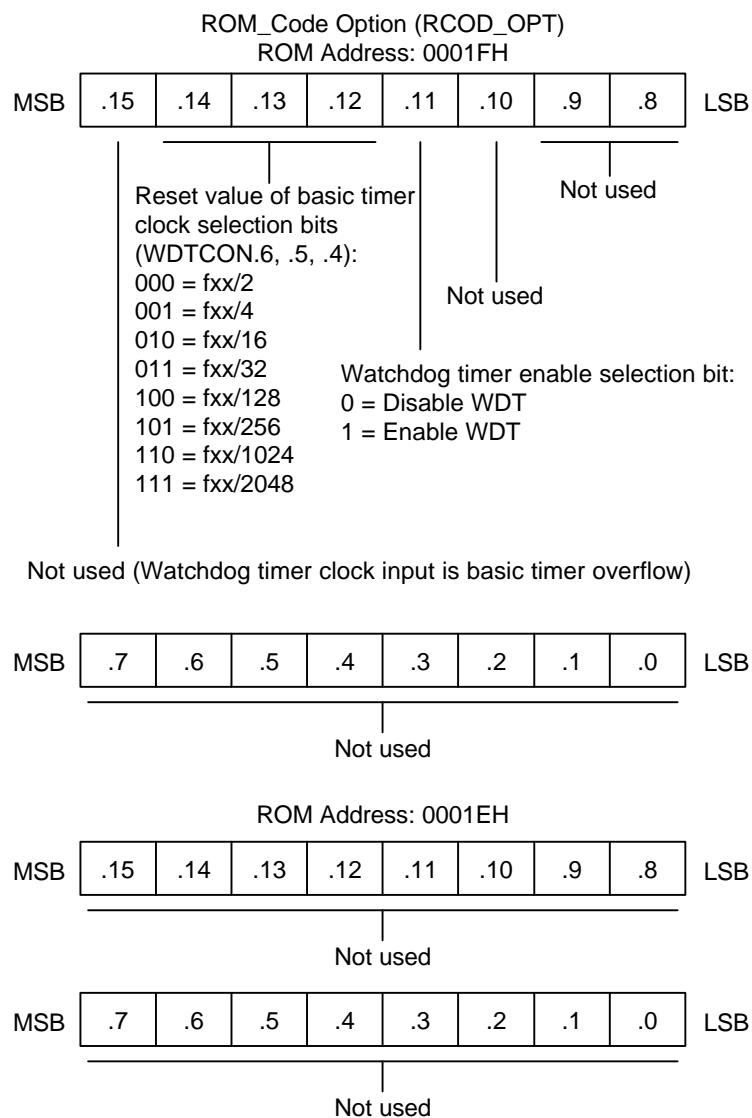 ROM_Code Option (RCOD_OPT)
ROM Address: 0001FH
MSB .15 .14 .13 .12 .11 .10 .9 .8 LSB
Reset value of basic timer
clock selection bits
(WDTCON.6, .5, .4):
000 = fxx/2
001 = fxx/4
010 = fxx/16
011 = fxx/32
100 = fxx/128
101 = fxx/256
110 = fxx/1024
111 = fxx/2048
Not used
Not used
Watchdog timer enable selection bit:
0 = Disable WDT
1 = Enable WDT
Not used (Watchdog timer clock input is basic timer overflow)
MSB .7 .6 .5 .4 .3 .2 .1 .0 LSB
Not used
ROM Address: 0001EH
MSB .15 .14 .13 .12 .11 .10 .9 .8 LSB
Not used
MSB .7 .6 .5 .4 .3 .2 .1 .0 LSB
Not used